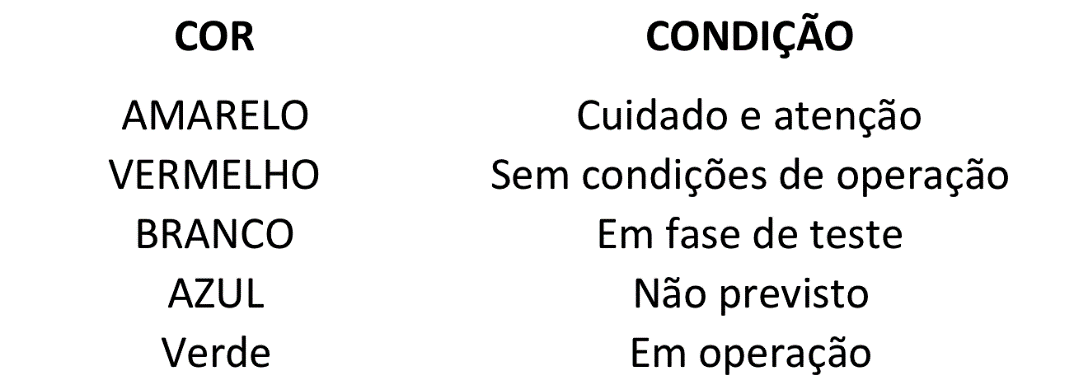 COR CONDIÇÃO
AMARELO Cuidado e atenção
VERMELHO Sem condições de operação
BRANCO Em fase de teste
AZUL Não previsto
Verde Em operação